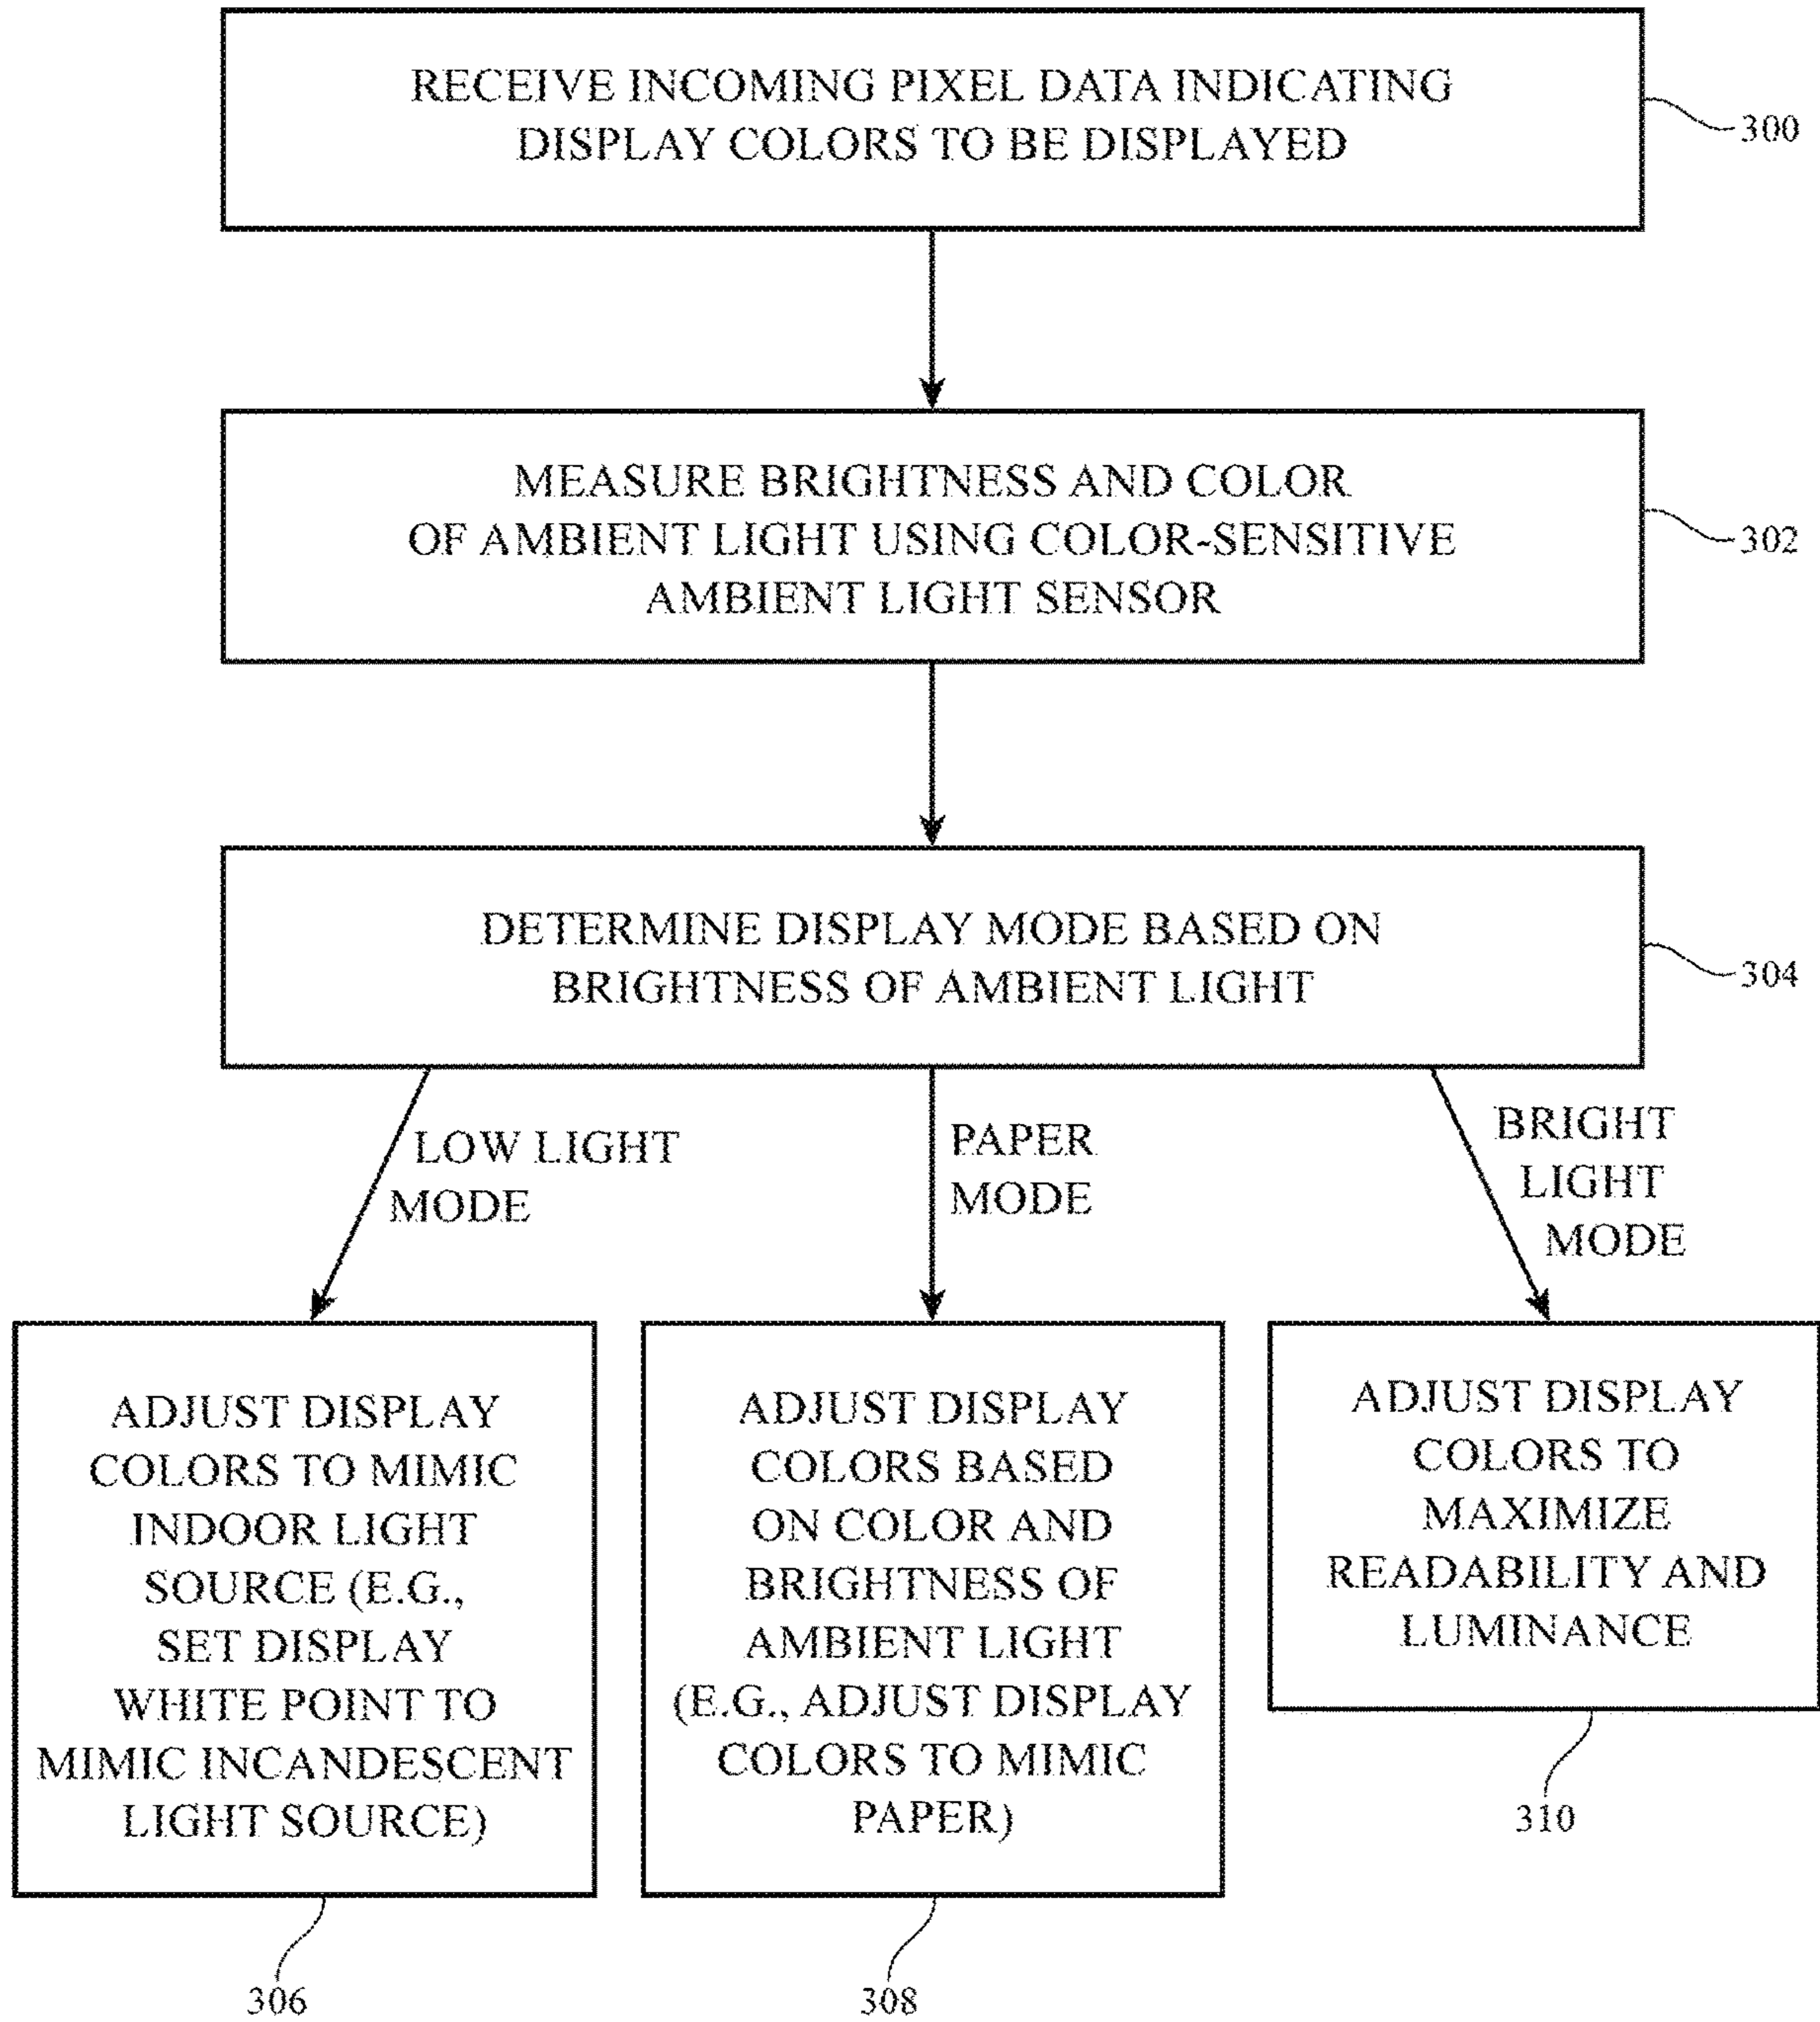 RECEIVE INCOMING PIXEL DATA INDICATING
DISPLAY COLORS TO BE DISPLAYED
300
MEASURE BRIGHTNESS AND COLOR
OF AMBIENT LIGHT USING COLOR-SENSITIVE
AMBIENT LIGHT SENSOR
302
DETERMINE DISPLAY MODE BASED ON
BRIGHTNESS OF AMBIENT LIGHT
304
LOW LIGHT
MODE
PAPER
MODE
BRIGHT
LIGHT
MODE
ADJUST DISPLAY
COLORS TO MIMIC
INDOOR LIGHT
SOURCE (E.G.,
SET DISPLAY
WHITE POINT TO
MIMIC INCANDESCENT
LIGHT SOURCE)
306
ADJUST DISPLAY
COLORS BASED
ON COLOR AND
BRIGHTNESS OF
AMBIENT LIGHT
(E.G., ADJUST DISPLAY
COLORS TO MIMIC
PAPER)
308
ADJUST DISPLAY
COLORS TO
MAXIMIZE
READABILITY AND
LUMINANCE
310